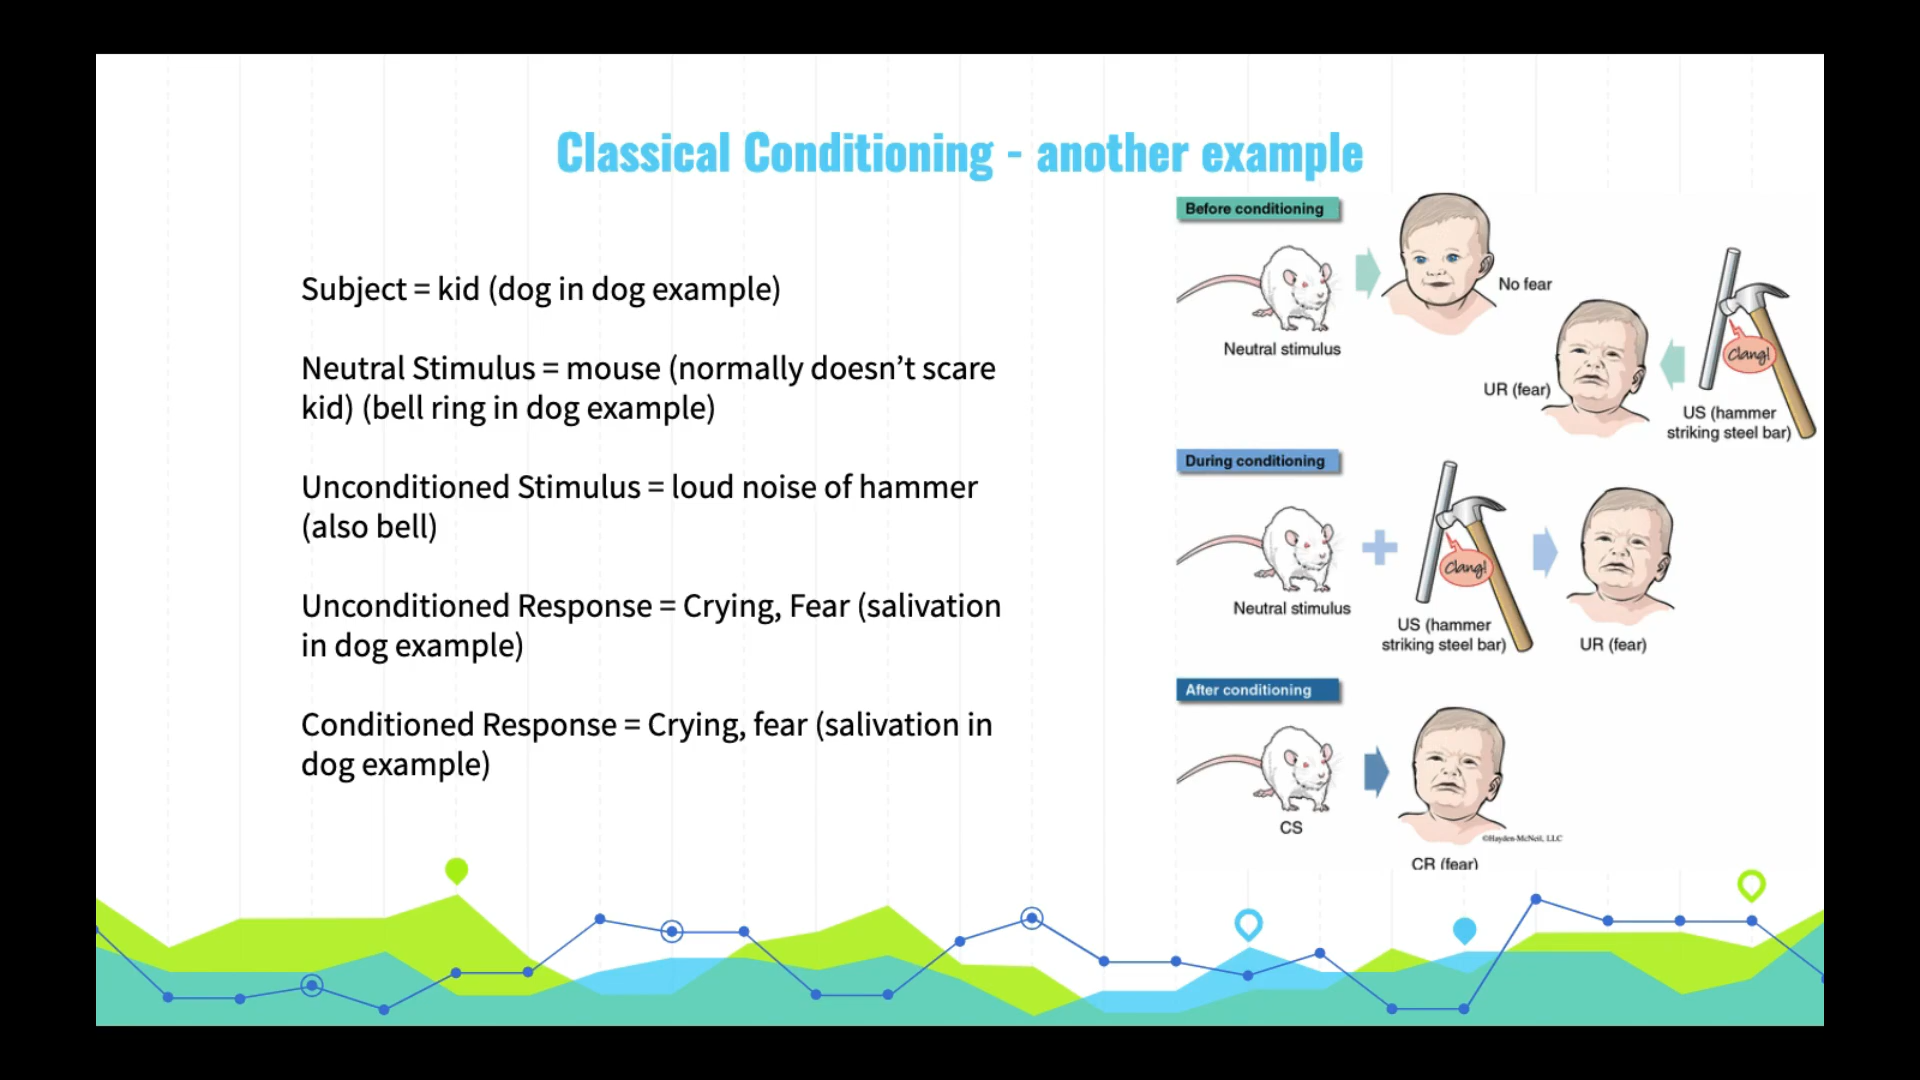 Classical Conditioning - another example
Subject = kid (dog in dog example)
Neutral Stimulus = mouse (normally doesn’t scare
kid) (bell ring in dog example)
Unconditioned Stimulus = loud noise of hammer
(also bell)
Unconditioned Response = Crying, Fear (salivation
in dog example)
Conditioned Response = Crying, fear (salivation in
dog example)
Before conditioning
No fear
Neutral stimulus
Clang!
UR (fear)
US (hammer
striking steel bar)
During conditioning
Clang!
Neutral stimulus
US (hammer
striking steel bar)
UR (fear)
After conditioning
CS
©Hayden-McNeil, LLC
CR (fear)